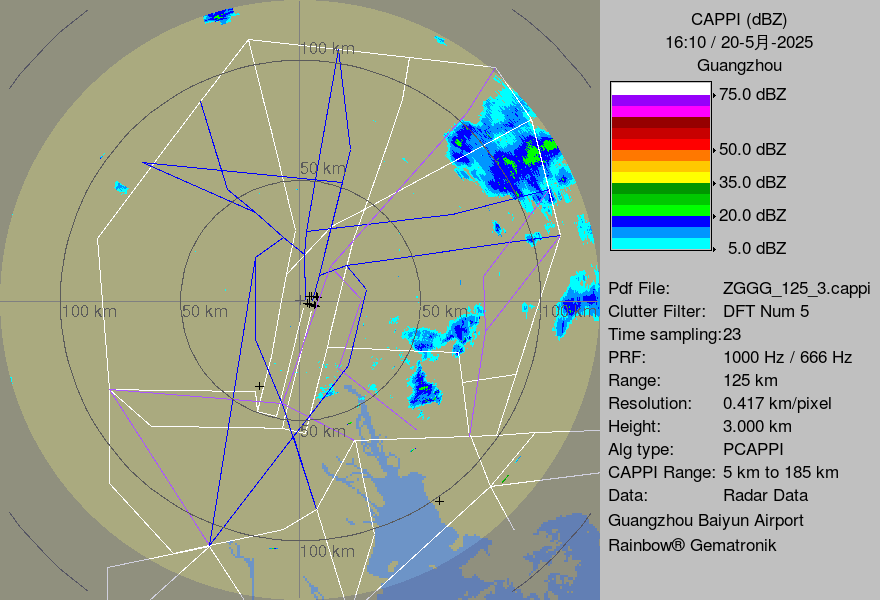 CAPPI (dBZ)
16:10 / 20-5月-2025
Guangzhou
75.0 dBZ
50.0 dBZ
35.0 dBZ
20.0 dBZ
5.0 dBZ
Pdf File: ZGGG_125_3.cappi
Clutter Filter: DFT Num 5
Time sampling:23
PRF: 1000 Hz / 666 Hz
Range: 125 km
Resolution: 0.417 km/pixel
Height: 3.000 km
Alg type: PCAPPI
CAPPI Range: 5 km to 185 km
Data: Radar Data
Guangzhou Baiyun Airport
Rainbow® Gematronik
100 km
50 km
100 km
50 km
50 km
100 km
50 km
100 km